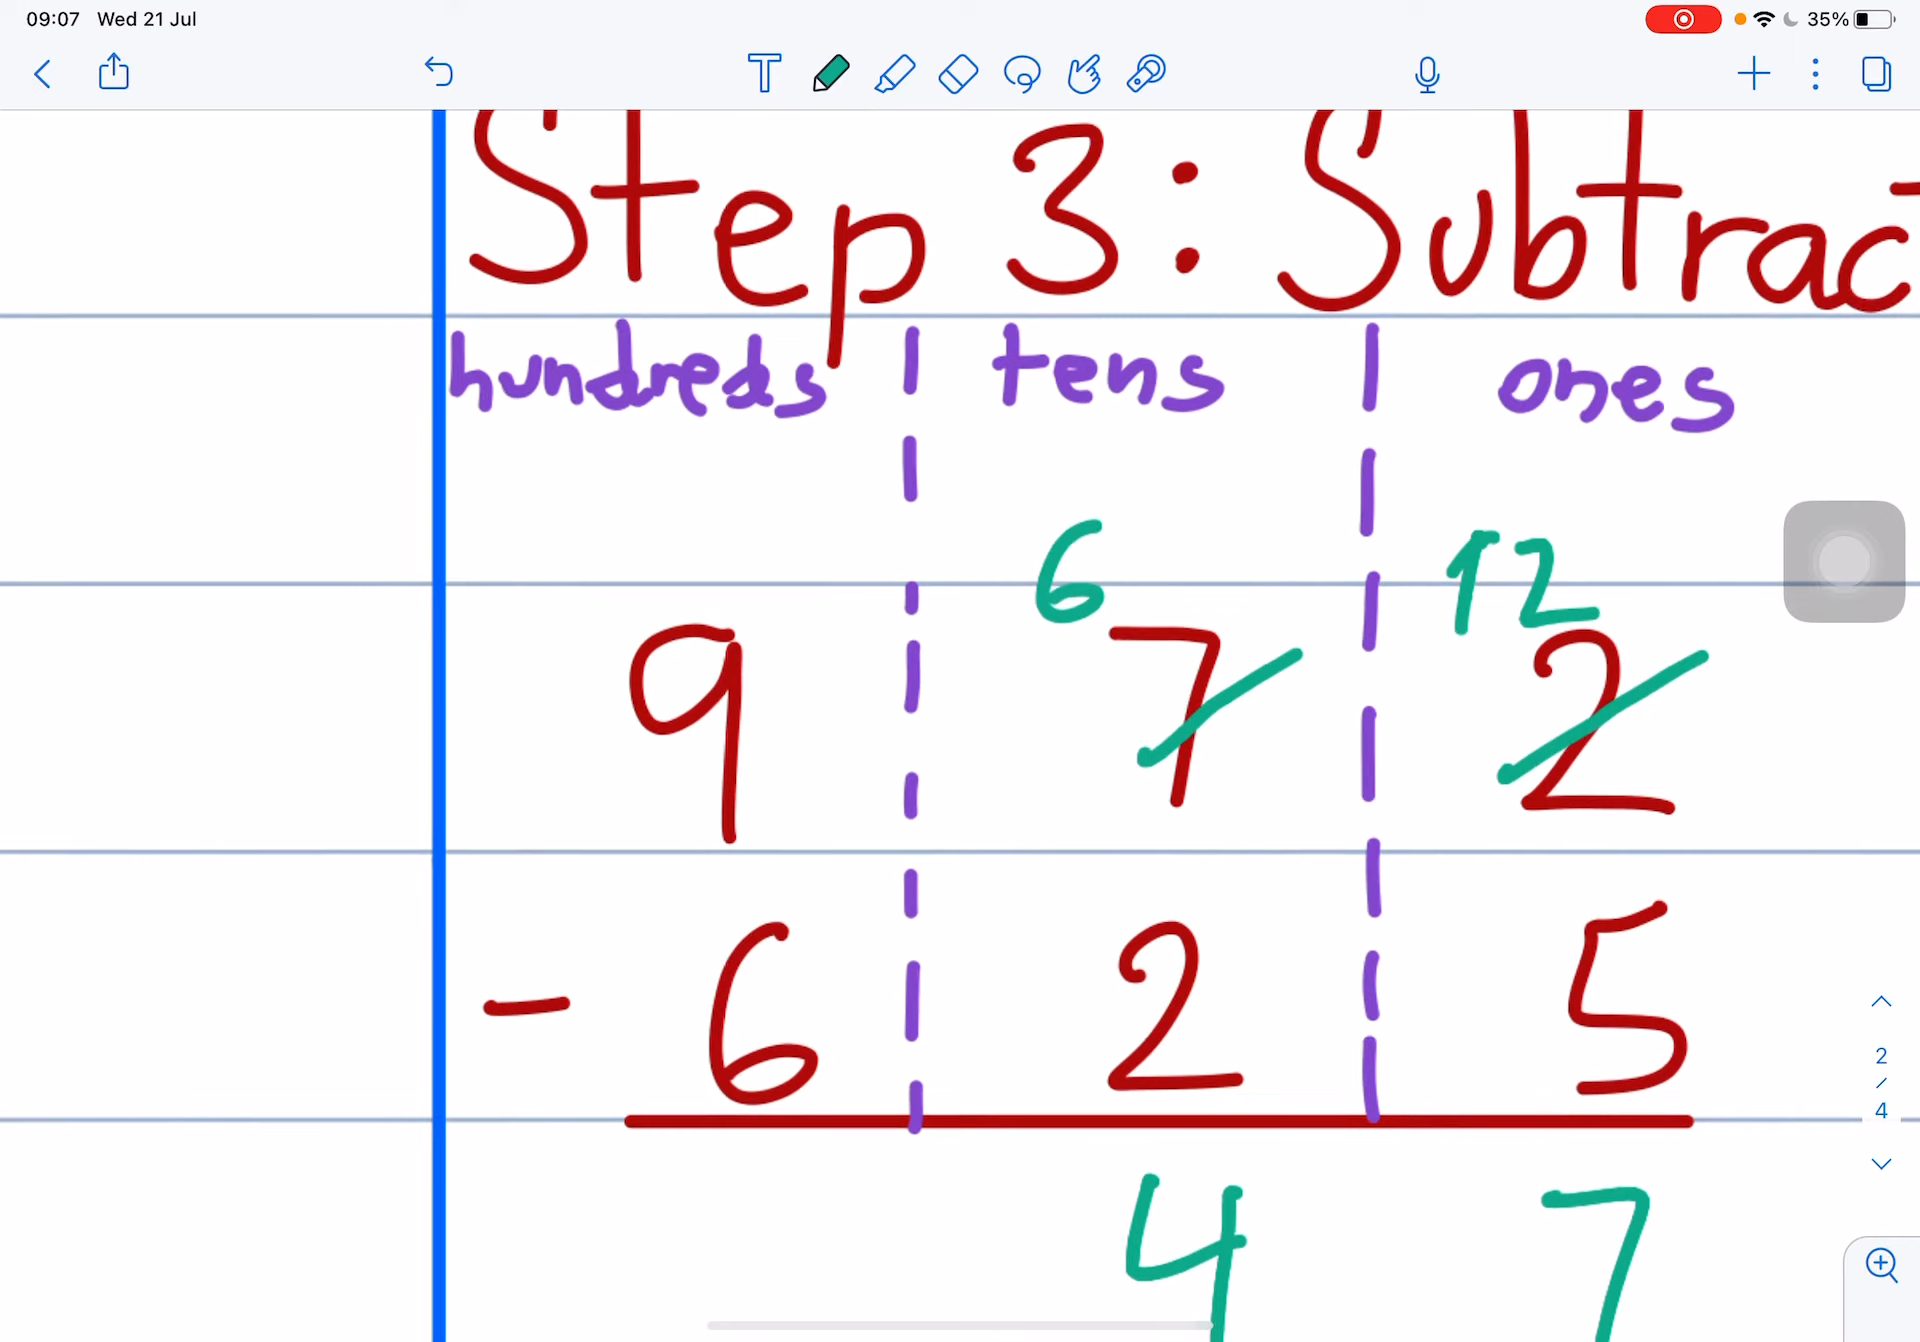 09:07 Wed 21 Jul 35%
T
Step 3: Subtrac
hundreds tens ones
6 12
9 7 2
- 6 2 5
2
/
4
4 7